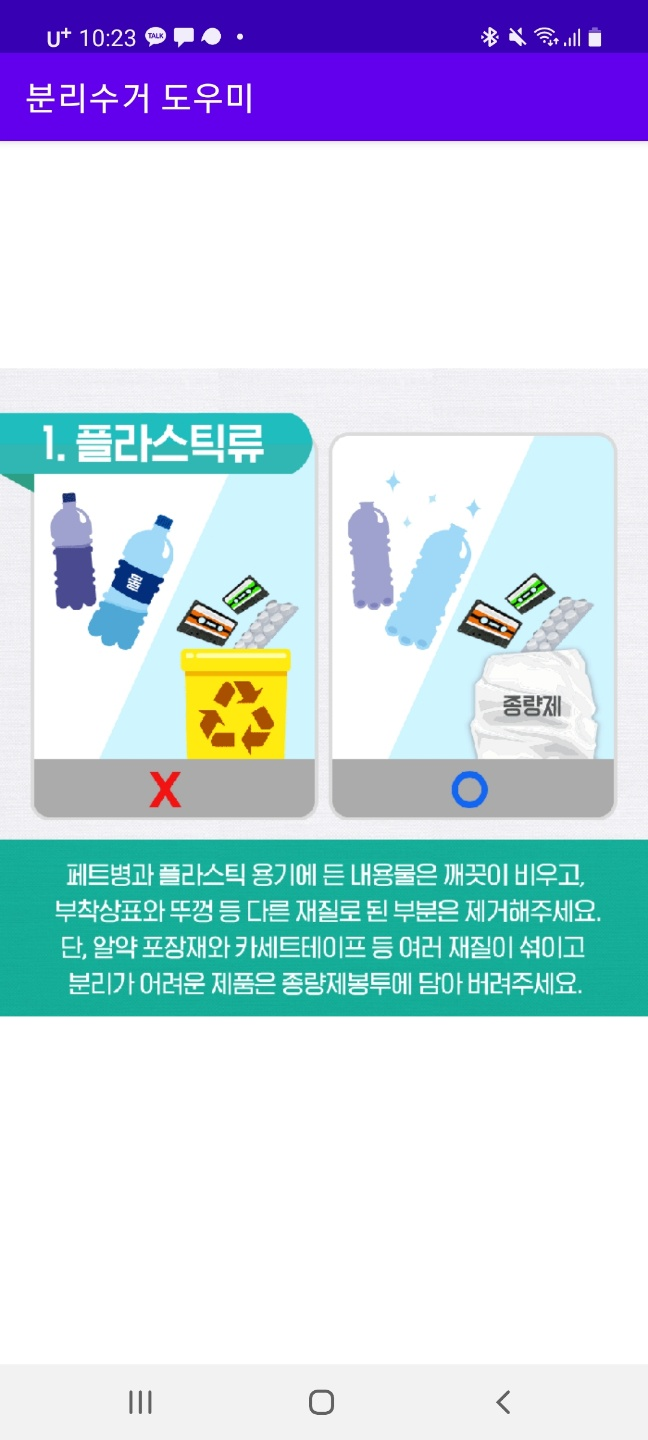 U+ 10:23 TALK
분리수거 도우미
1. 플라스틱류
물
종량제
X O
페트병과 플라스틱 용기에 든 내용물은 깨끗이 비우고,
부착상표와 뚜껑 등 다른 재질로 된 부분은 제거해주세요.
단, 알약 포장재와 카세트테이프 등 여러 재질이 섞이고
분리가 어려운 제품은 종량제봉투에 담아 버려주세요.